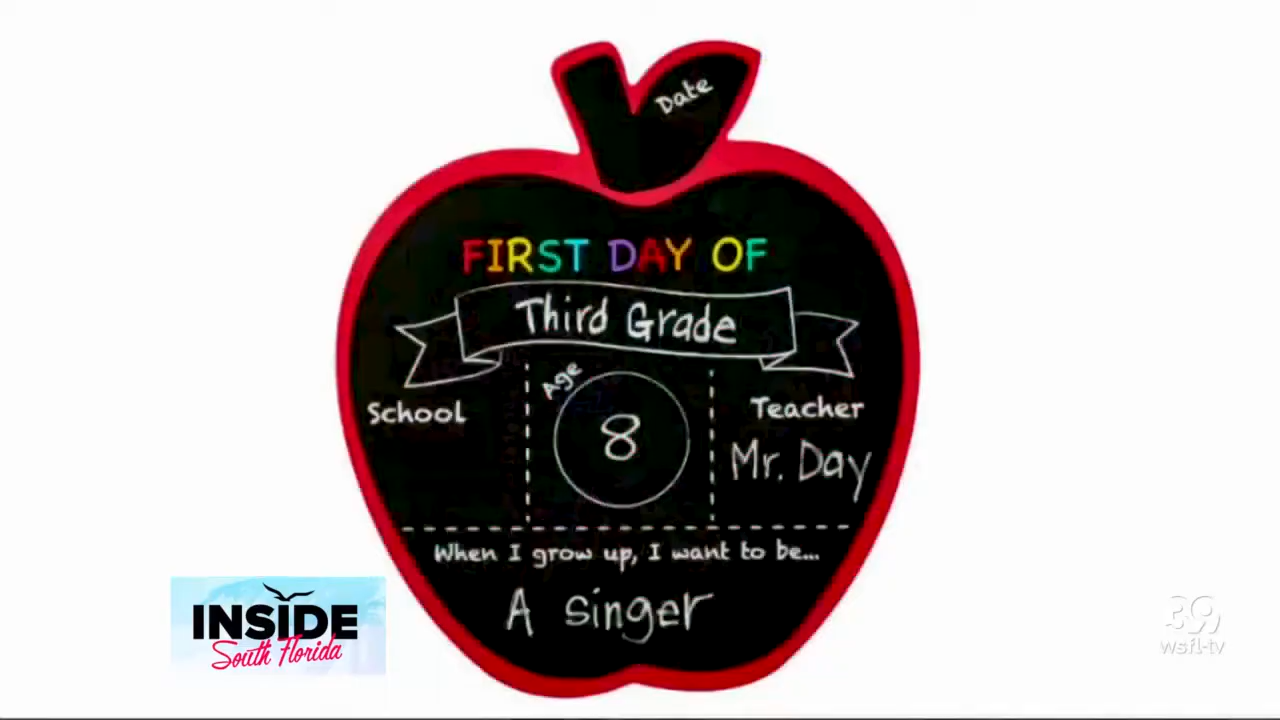 Date
FIRST DAY OF
Third Grade
Age
School
8
Teacher
Mr. Day
When I grow up, I want to be...
A singer
INSIDE
South Florida
39
wsfl-tv